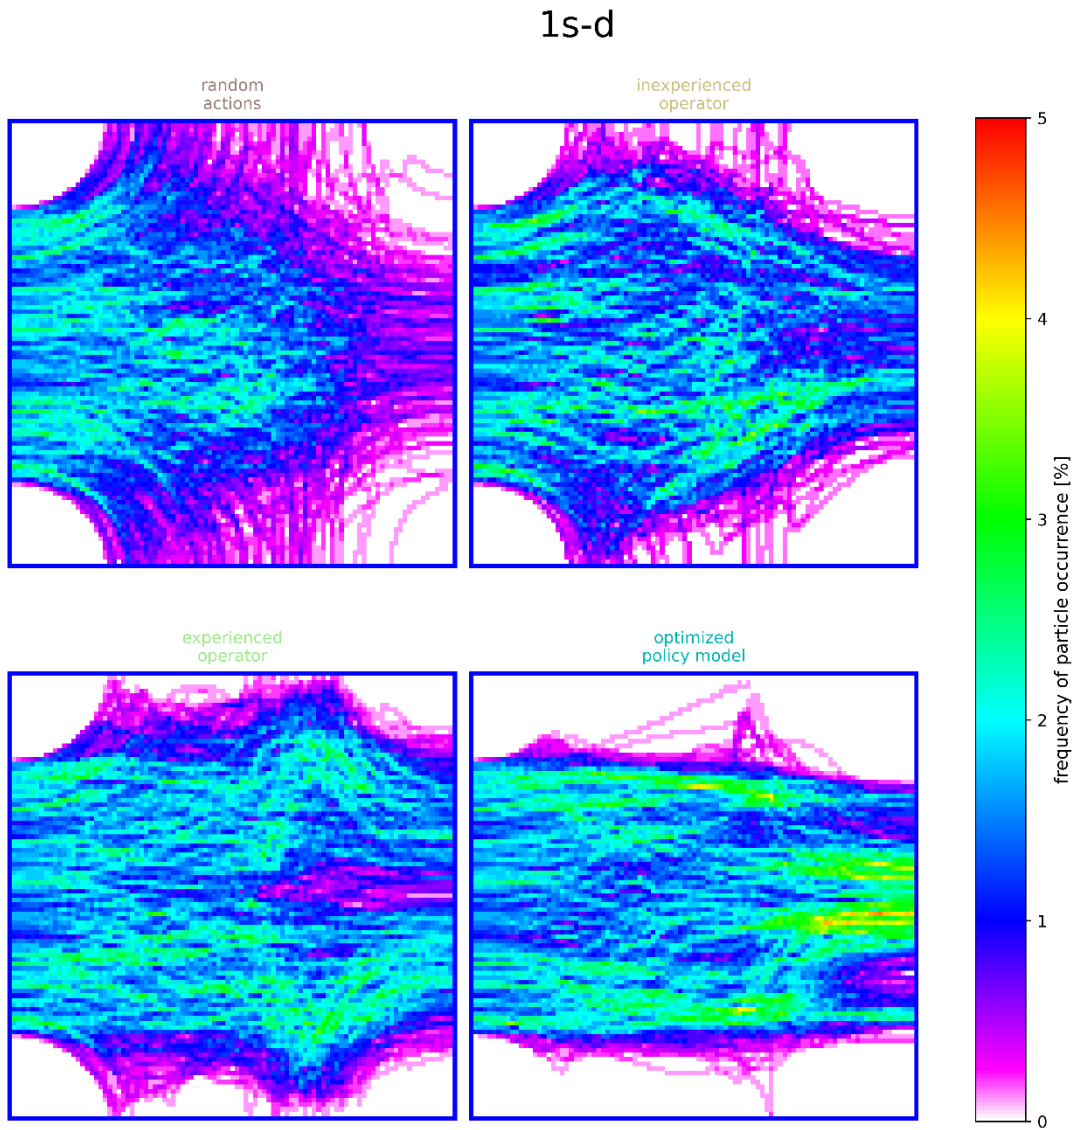 1s-d
random
actions
inexperienced
operator
experienced
operator
optimized
policy model
5
4
3
2
1
0
frequency of particle occurrence [%]